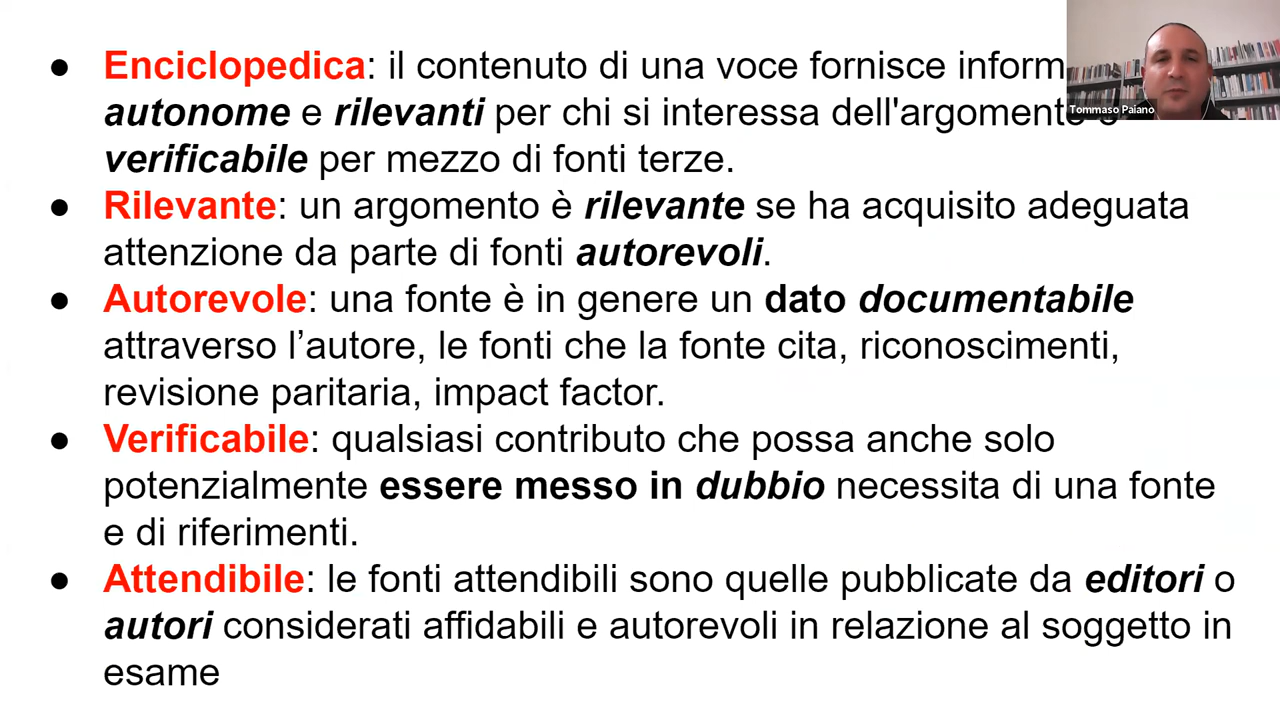 ● Enciclopedica: il contenuto di una voce fornisce inform
autonome e rilevanti per chi si interessa dell'argomento
verificabile per mezzo di fonti terze.
● Rilevante: un argomento è rilevante se ha acquisito adeguata
attenzione da parte di fonti autorevoli.
● Autorevole: una fonte è in genere un dato documentabile
attraverso l’autore, le fonti che la fonte cita, riconoscimenti,
revisione paritaria, impact factor.
● Verificabile: qualsiasi contributo che possa anche solo
potenzialmente essere messo in dubbio necessita di una fonte
e di riferimenti.
● Attendibile: le fonti attendibili sono quelle pubblicate da editori o
autori considerati affidabili e autorevoli in relazione al soggetto in
esame
Tommaso Paiano